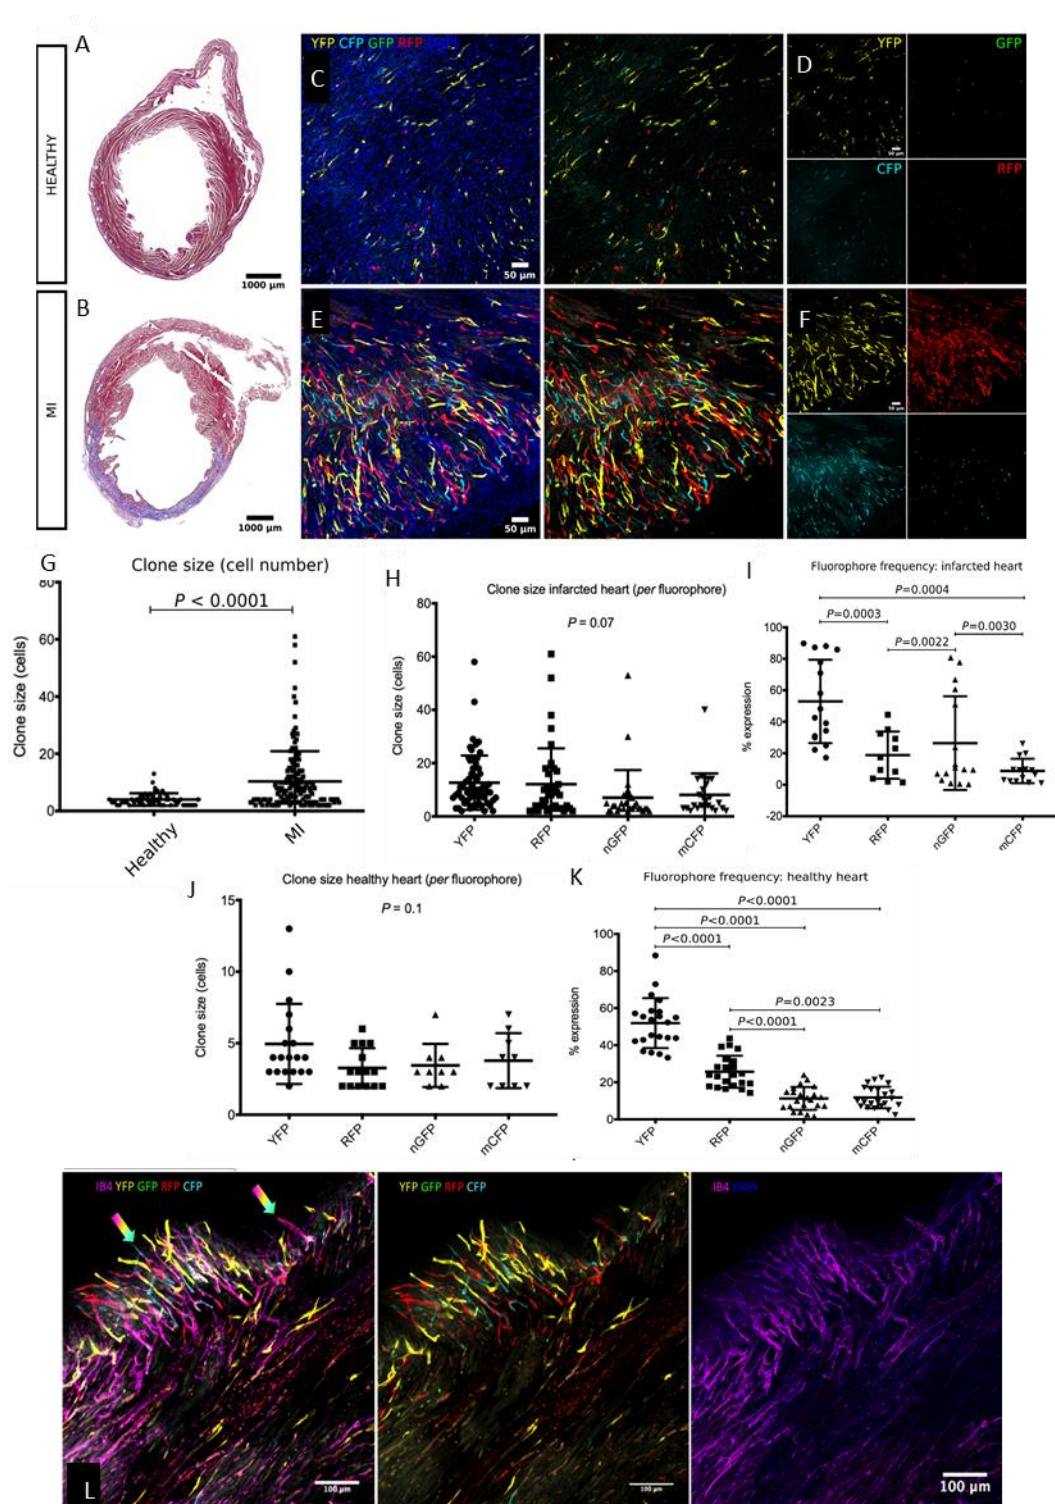 HEALTHY
A
1000 µm
YFP CFP GFP RFP DAPI
C
50 µm
D
YFP
GFP
50 µm
CFP
RFP
MI
B
1000 µm
E
50 µm
F
50 µm
G
Clone size (cell number)
P < 0.0001
Clone size (cells)
80
60
40
20
0
Healthy
MI
H
Clone size infarcted heart (per fluorophore)
P = 0.07
Clone size (cells)
80
60
40
20
0
YFP
RFP
nGFP
mCFP
I
Fluorophore frequency: infarcted heart
P=0.0004
P=0.0003
P=0.0030
P=0.0022
% expression
100
80
60
40
20
0
-20
YFP
RFP
nGFP
mCFP
J
Clone size healthy heart (per fluorophore)
P = 0.1
Clone size (cells)
15
10
5
0
YFP
RFP
nGFP
mCFP
K
Fluorophore frequency: healthy heart
P<0.0001
P<0.0001
P<0.0001
P=0.0023
P<0.0001
% expression
100
80
60
40
20
0
YFP
RFP
nGFP
mCFP
L
IB4 YFP GFP RFP CFP
100 µm
YFP GFP RFP CFP
100 µm
IB4 DAPI
100 µm